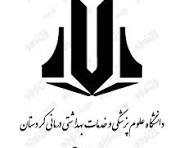 دانشگاه علوم پزشکی و خدمات بهداشتی درمانی کردستان